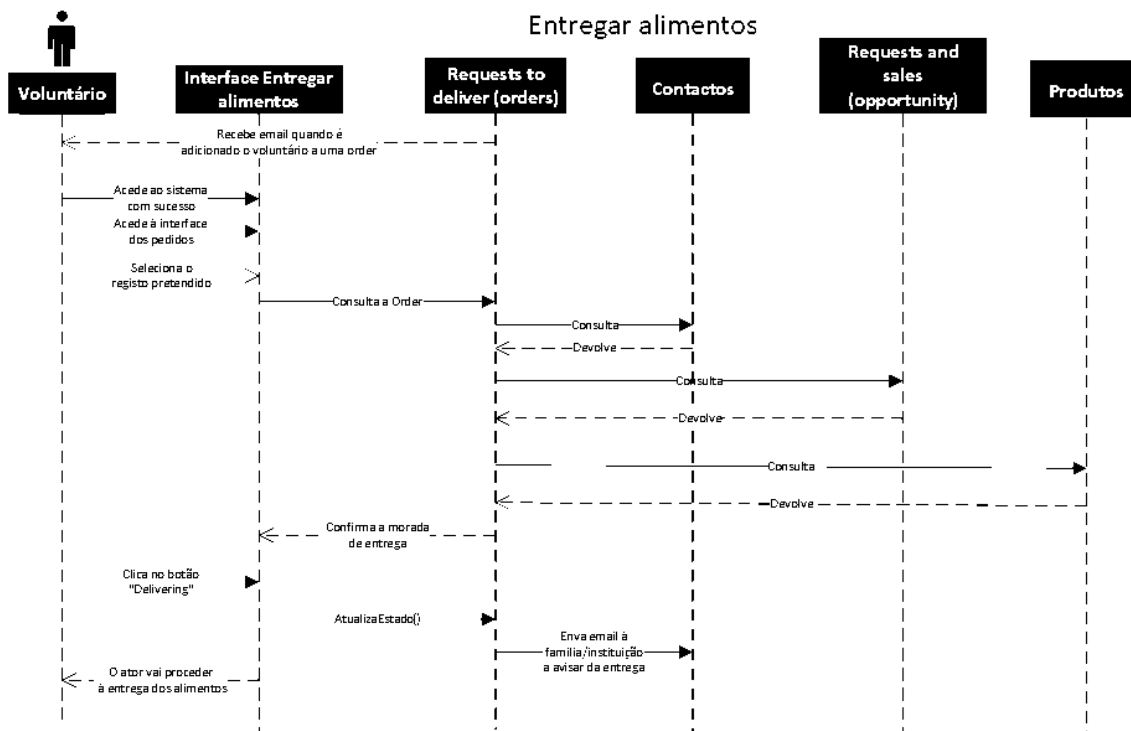 Entregar alimentos
Voluntário
Interface Entregar
alimentos
Requests to
deliver (orders)
Contactos
Requests and
sales
(opportunity)
Produtos
Recebe email quando é
adicionado o voluntário a uma order
Acede ao sistema
com sucesso
Acede à interface
dos pedidos
Seleciona o
registo pretendido
Consulta a Order
Consulta
Devolve
Consulta
Devolve
Consulta
Devolve
Confirma a morada
de entrega
Clica no botão
"Delivering"
AtualizaEstado()
Enva email à
familia/instituição
a avisar da entrega
O ator vai proceder
à entrega dos alimentos